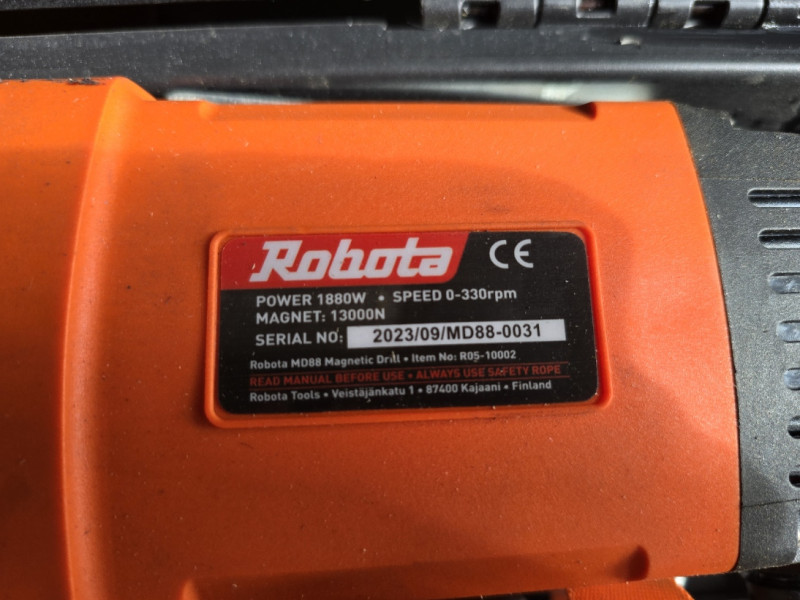 Robota CE
POWER 1880W • SPEED 0-330rpm
MAGNET: 13000N
SERIAL NO: 2023/09/MD88-0031
Robota MD88 Magnetic Drill • Item No: R05-10002
READ MANUAL BEFORE USE • ALWAYS USE SAFETY ROPE
Robota Tools • Veistäjänkatu 1 • 87400 Kajaani • Finland